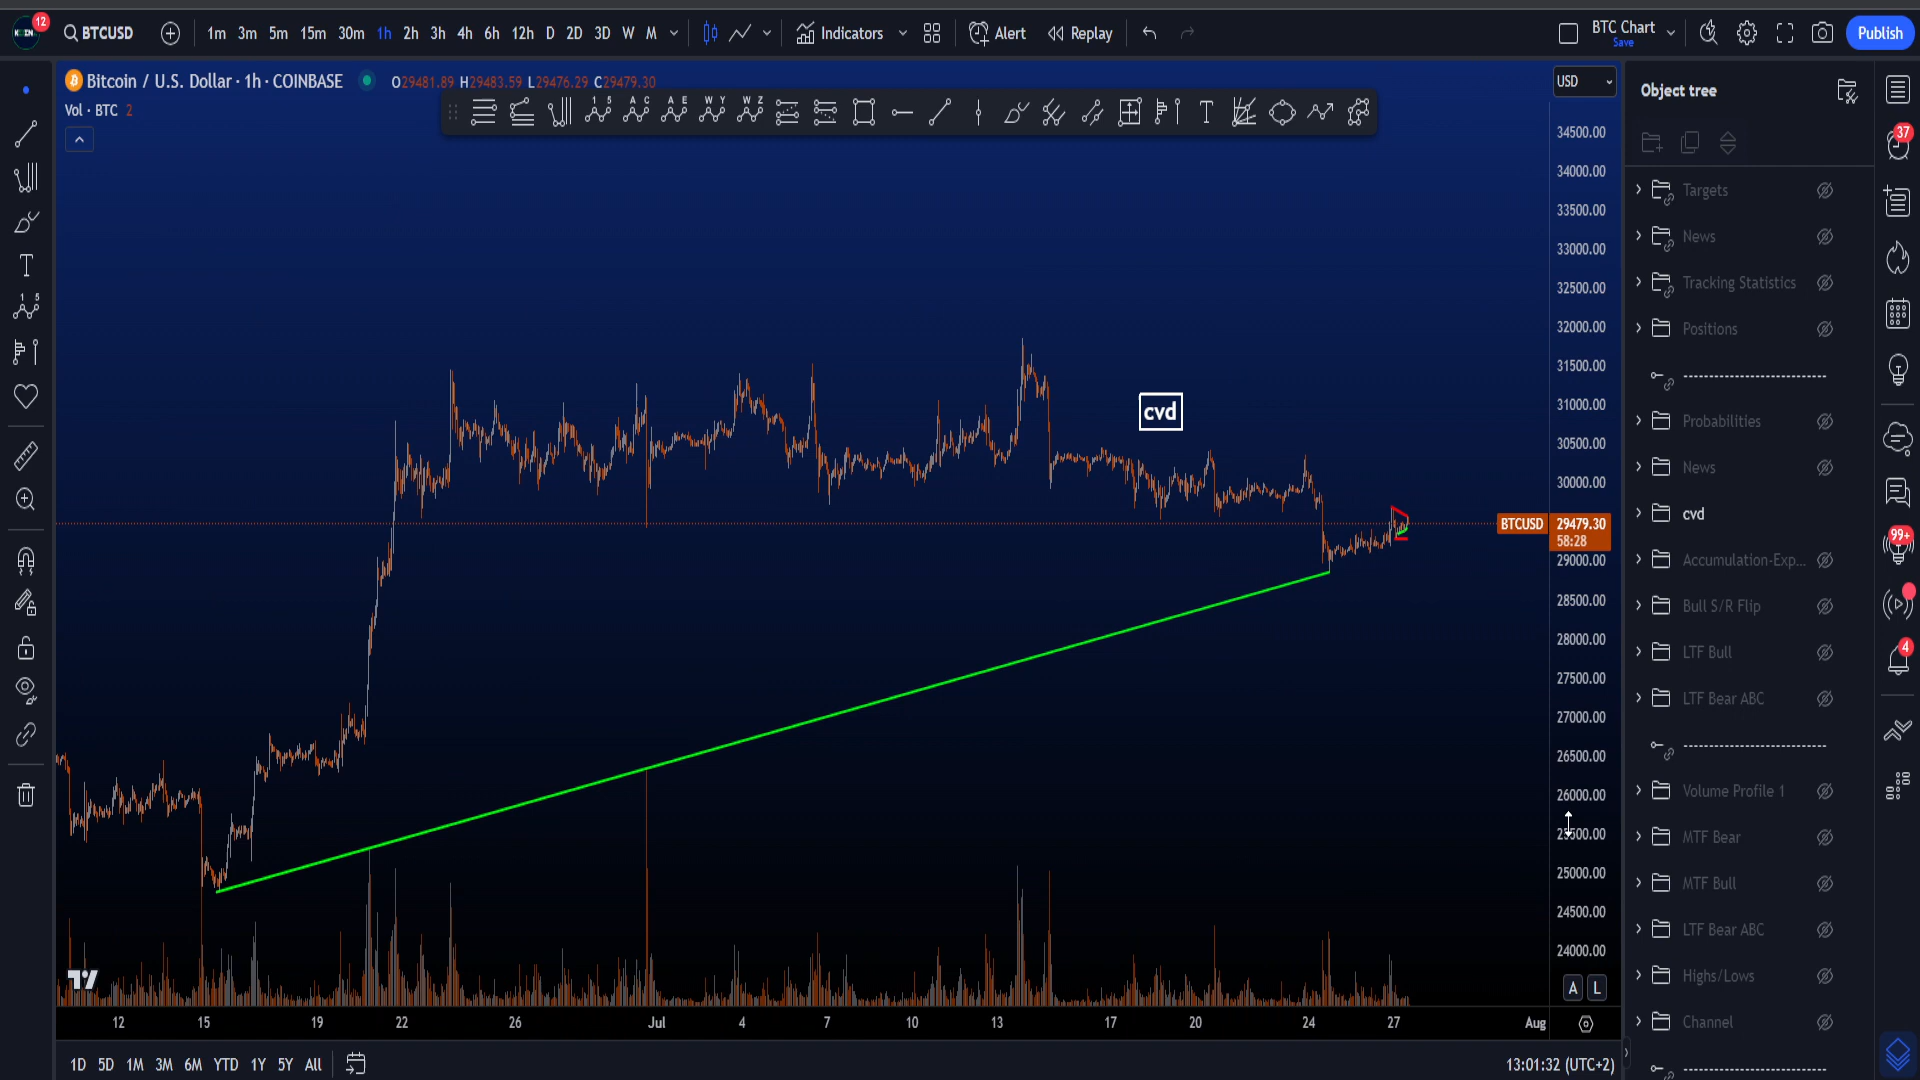 12
BTCUSD
1m 3m 5m 15m 30m 1h 2h 3h 4h 6h 12h D 2D 3D W M
Indicators
Alert
Replay
BTC Chart
Save
Publish
Bitcoin / U.S. Dollar · 1h · COINBASE
O29481.89 H29483.59 L29476.29 C29479.30
Vol · BTC 2
USD
34500.00
34000.00
33500.00
33000.00
32500.00
32000.00
31500.00
31000.00
30500.00
30000.00
BTCUSD 29479.30
58:28
29000.00
28500.00
28000.00
27500.00
27000.00
26500.00
26000.00
25500.00
25000.00
24500.00
24000.00
cvd
A L
12 15 19 22 26 Jul 4 7 10 13 17 20 24 27 Aug
1D 5D 1M 3M 6M YTD 1Y 5Y All
13:01:32 (UTC+2)
Object tree
Targets
News
Tracking Statistics
Positions
----------------------------
Probabilities
News
cvd
Accumulation-Exp...
Bull S/R Flip
LTF Bull
LTF Bear ABC
----------------------------
Volume Profile 1
MTF Bear
MTF Bull
LTF Bear ABC
Highs/Lows
Channel
----------------------------
37
99+
4